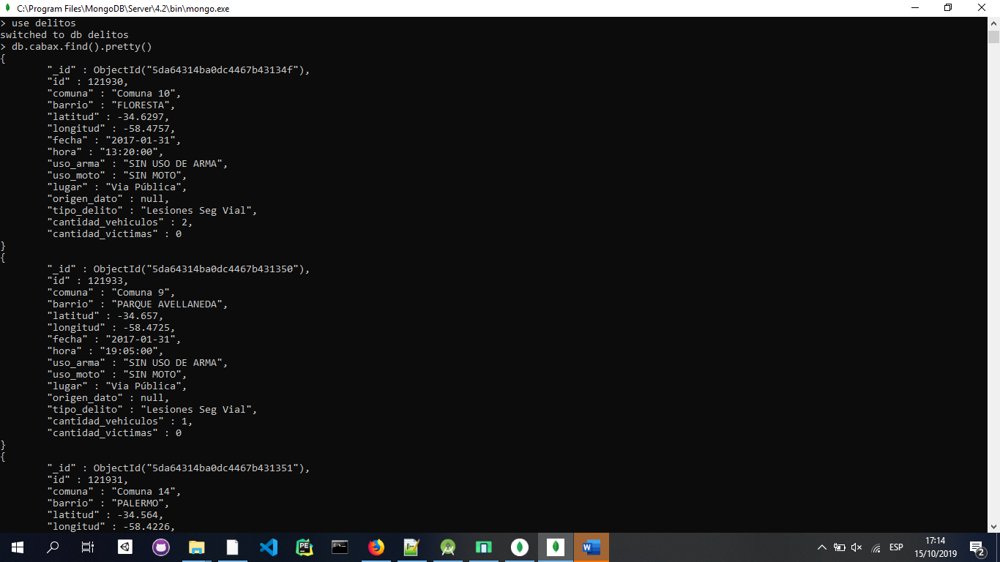 C:\Program Files\MongoDB\Server\4.2\bin\mongo.exe
> use delitos
switched to db delitos
> db.cabax.find().pretty()
{
"_id" : ObjectId("5da64314ba0dc4467b43134f"),
"id" : 121930,
"comuna" : "Comuna 10",
"barrio" : "FLORESTA",
"latitud" : -34.6297,
"longitud" : -58.4757,
"fecha" : "2017-01-31",
"hora" : "13:20:00",
"uso_arma" : "SIN USO DE ARMA",
"uso_moto" : "SIN MOTO",
"lugar" : "Via Pública",
"origen_dato" : null,
"tipo_delito" : "Lesiones Seg Vial",
"cantidad_vehiculos" : 2,
"cantidad_victimas" : 0
}
{
"_id" : ObjectId("5da64314ba0dc4467b431350"),
"id" : 121933,
"comuna" : "Comuna 9",
"barrio" : "PARQUE AVELLANEDA",
"latitud" : -34.657,
"longitud" : -58.4725,
"fecha" : "2017-01-31",
"hora" : "19:05:00",
"uso_arma" : "SIN USO DE ARMA",
"uso_moto" : "SIN MOTO",
"lugar" : "Via Pública",
"origen_dato" : null,
"tipo_delito" : "Lesiones Seg Vial",
"cantidad_vehiculos" : 1,
"cantidad_victimas" : 0
}
{
"_id" : ObjectId("5da64314ba0dc4467b431351"),
"id" : 121931,
"comuna" : "Comuna 14",
"barrio" : "PALERMO",
"latitud" : -34.564,
"longitud" : -58.4226,
ESP
17:14
15/10/2019
2